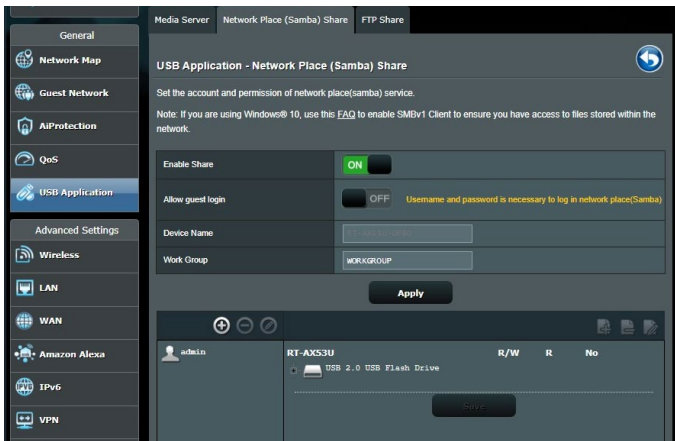 Media Server
Network Place (Samba) Share
FTP Share
General
Network Map
Guest Network
AiProtection
QoS
USB Application
Advanced Settings
Wireless
LAN
WAN
Amazon Alexa
IPv6
VPN
USB Application - Network Place (Samba) Share
Set the account and permission of network place(samba) service.
Note: If you are using Windows® 10, use this FAQ to enable SMBv1 Client to ensure you have access to files stored within the
network.
Enable Share
ON
Allow guest login
OFF
Username and password is necessary to log in network place(Samba)
Device Name
Work Group
WORKGROUP
Apply
admin
RT-AX53U
R/W
R
No
USB 2.0 USB Flash Drive
Save